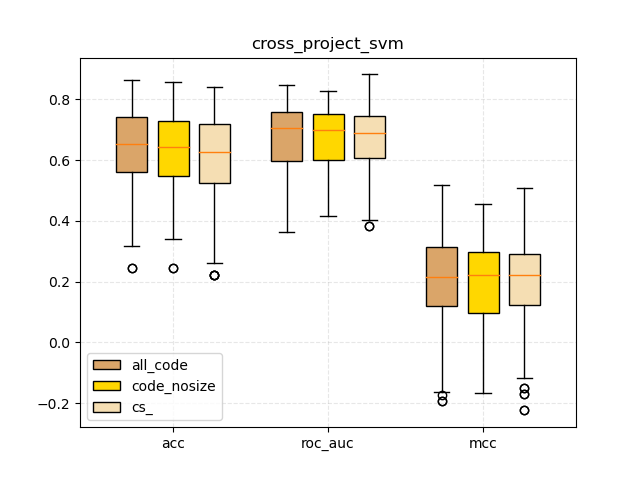 cross_project_svm
0.8
0.6
0.4
0.2
0.0
−0.2
all_code
code_nosize
cs_
acc roc_auc mcc